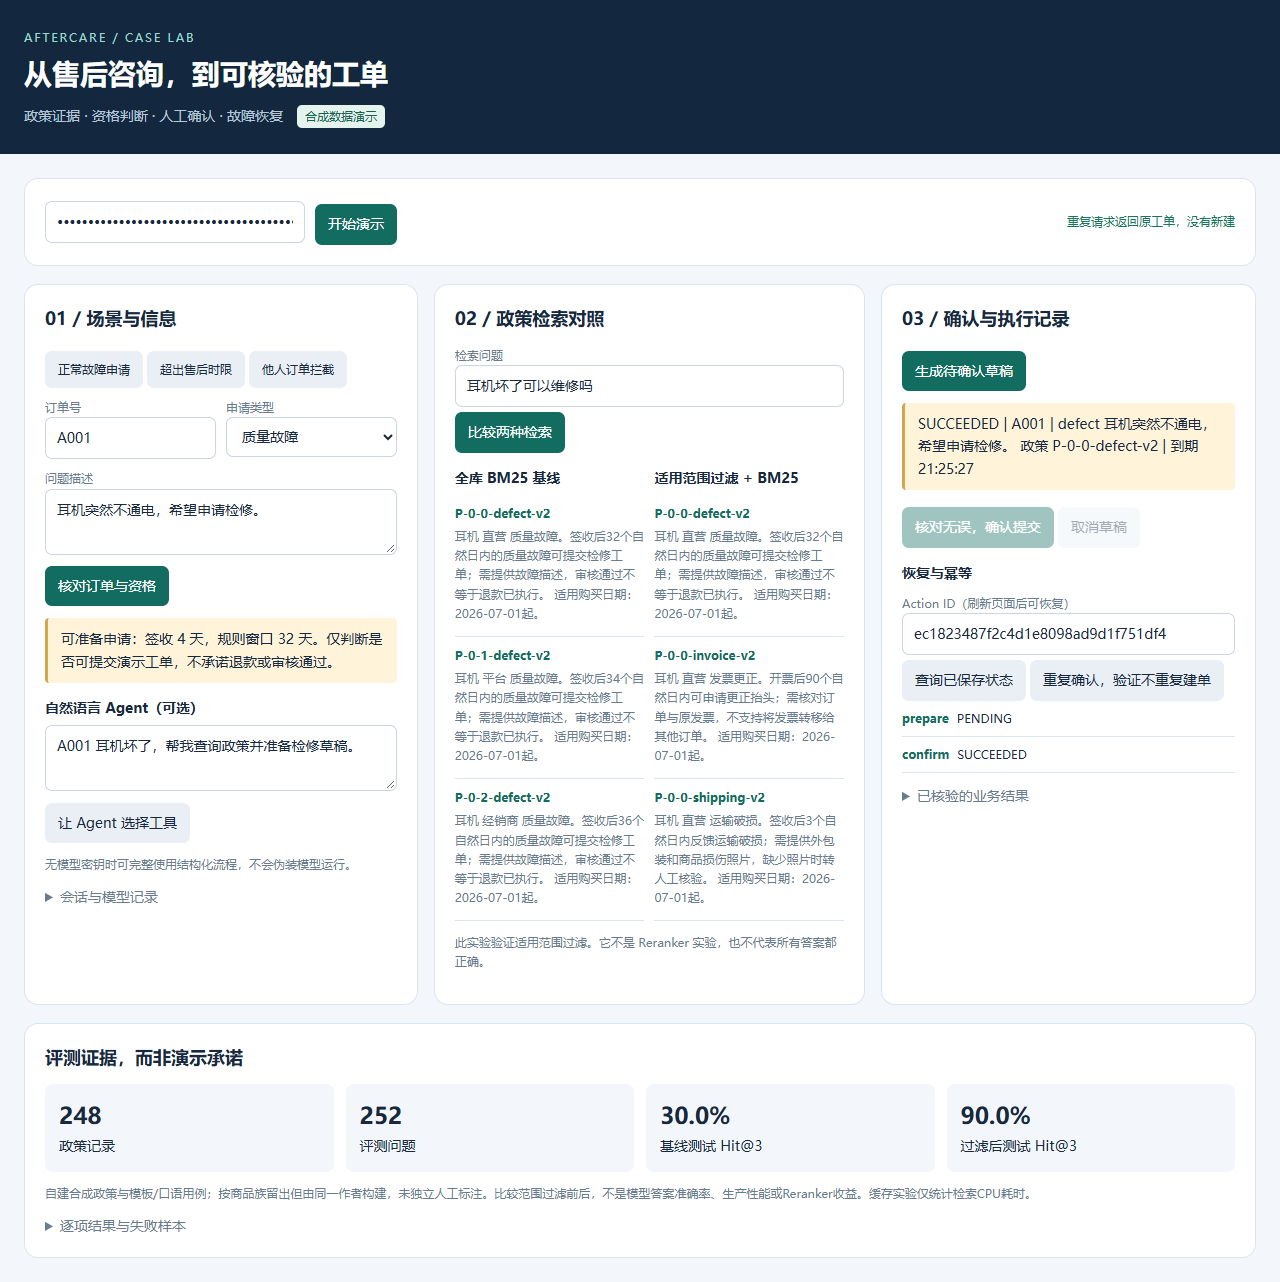 AFTERCARE / CASE LAB
从售后咨询，到可核验的工单
政策证据 · 资格判断 · 人工确认 · 故障恢复 合成数据演示
••••••••••••••••••••••••••••••••••••• 开始演示 重复请求返回原工单，没有新建
01 / 场景与信息
正常故障申请 超出售后时限 他人订单拦截
订单号 申请类型
A001 质量故障
问题描述
耳机突然不通电，希望申请检修。
核对订单与资格
可准备申请：签收 4 天，规则窗口 32 天。仅判断是
否可提交演示工单，不承诺退款或审核通过。
自然语言 Agent（可选）
A001 耳机坏了，帮我查询政策并准备检修草稿。
让 Agent 选择工具
无模型密钥时可完整使用结构化流程，不会伪装模型运行。
▶ 会话与模型记录
02 / 政策检索对照
检索问题
耳机坏了可以维修吗
比较两种检索
全库 BM25 基线
P-0-0-defect-v2
耳机 直营 质量故障。签收后32个自
然日内的质量故障可提交检修工
单；需提供故障描述，审核通过不
等于退款已执行。 适用购买日期：
2026-07-01起。
P-0-1-defect-v2
耳机 平台 质量故障。签收后34个自
然日内的质量故障可提交检修工
单；需提供故障描述，审核通过不
等于退款已执行。 适用购买日期：
2026-07-01起。
P-0-2-defect-v2
耳机 经销商 质量故障。签收后36个
自然日内的质量故障可提交检修工
单；需提供故障描述，审核通过不
等于退款已执行。 适用购买日期：
2026-07-01起。
适用范围过滤 + BM25
P-0-0-defect-v2
耳机 直营 质量故障。签收后32个自
然日内的质量故障可提交检修工
单；需提供故障描述，审核通过不
等于退款已执行。 适用购买日期：
2026-07-01起。
P-0-0-invoice-v2
耳机 直营 发票更正。开票后90个自
然日内可申请更正抬头；需核对订
单与原发票，不支持将发票转移给
其他订单。 适用购买日期：2026-
07-01起。
P-0-0-shipping-v2
耳机 直营 运输破损。签收后3个自
然日内反馈运输破损；需提供外包
装和商品损伤照片，缺少照片时转
人工核验。 适用购买日期：2026-
07-01起。
此实验验证适用范围过滤。它不是 Reranker 实验，也不代表所有答案都
正确。
03 / 确认与执行记录
生成待确认草稿
SUCCEEDED | A001 | defect 耳机突然不通电，
希望申请检修。 政策 P-0-0-defect-v2 | 到期
21:25:27
核对无误，确认提交 取消草稿
恢复与冪等
Action ID（刷新页面后可恢复）
ec1823487f2c4d1e8098ad9d1f751df4
查询已保存状态 重复确认，验证不重复建单
prepare PENDING
confirm SUCCEEDED
▶ 已核验的业务结果
评测证据，而非演示承诺
248 252 30.0% 90.0%
政策记录 评测问题 基线测试 Hit@3 过滤后测试 Hit@3
自建合成政策与模板/口语用例；按商品族留出但由同一作者构建，未独立人工标注。比较范围过滤前后，不是模型答案准确率、生产性能或Reranker收益。缓存实验仅统计检索CPU耗时。
▶ 逐项结果与失败样本